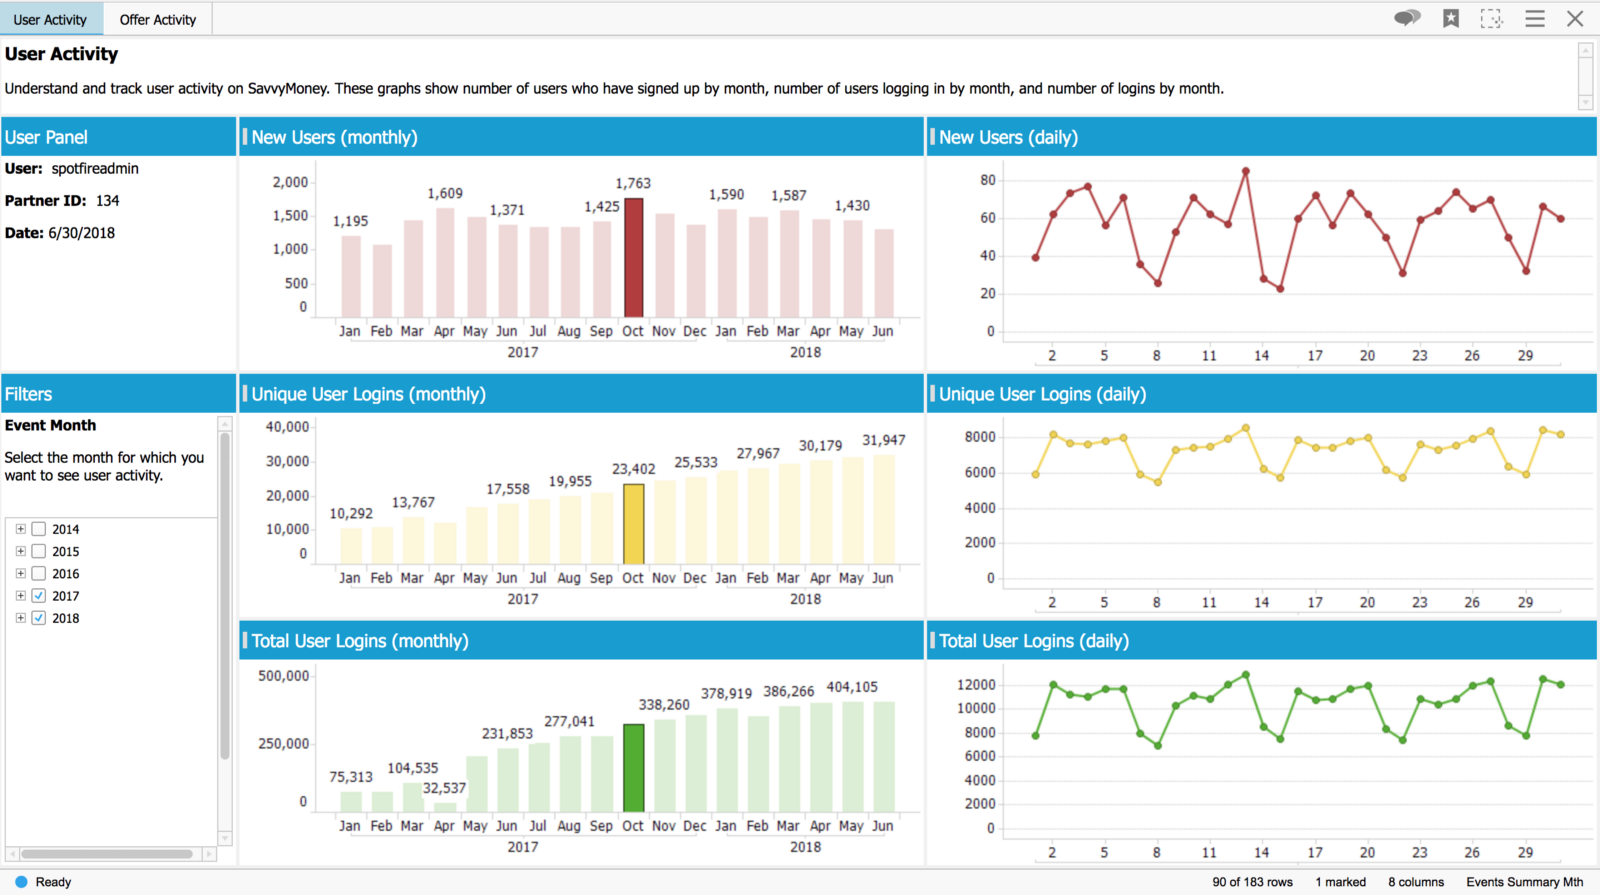 User Activity
Offer Activity
User Activity
Understand and track user activity on SavvyMoney. These graphs show number of users who have signed up by month, number of users logging in by month, and number of logins by month.
User Panel
User: spotfireadmin
Partner ID: 134
Date: 6/30/2018
New Users (monthly)
2,000
1,500
1,000
500
0
1,195
1,609
1,371
1,425
1,763
1,590
1,587
1,430
Jan Feb Mar Apr May Jun Jul Aug Sep Oct Nov Dec Jan Feb Mar Apr May Jun
2017 2018
New Users (daily)
80
60
40
20
0
2 5 8 11 14 17 20 23 26 29
Filters
Event Month
Select the month for which you
want to see user activity.
2014
2015
2016
2017
2018
Unique User Logins (monthly)
40,000
30,000
20,000
10,000
0
10,292
13,767
17,558
19,955
23,402
25,533
27,967
30,179
31,947
Jan Feb Mar Apr May Jun Jul Aug Sep Oct Nov Dec Jan Feb Mar Apr May Jun
2017 2018
Unique User Logins (daily)
8000
6000
4000
2000
0
2 5 8 11 14 17 20 23 26 29
Total User Logins (monthly)
500,000
250,000
0
75,313
104,535
32,537
231,853
277,041
338,260
378,919
386,266
404,105
Jan Feb Mar Apr May Jun Jul Aug Sep Oct Nov Dec Jan Feb Mar Apr May Jun
2017 2018
Total User Logins (daily)
12000
10000
8000
6000
4000
2000
0
2 5 8 11 14 17 20 23 26 29
Ready
90 of 183 rows 1 marked 8 columns Events Summary Mth